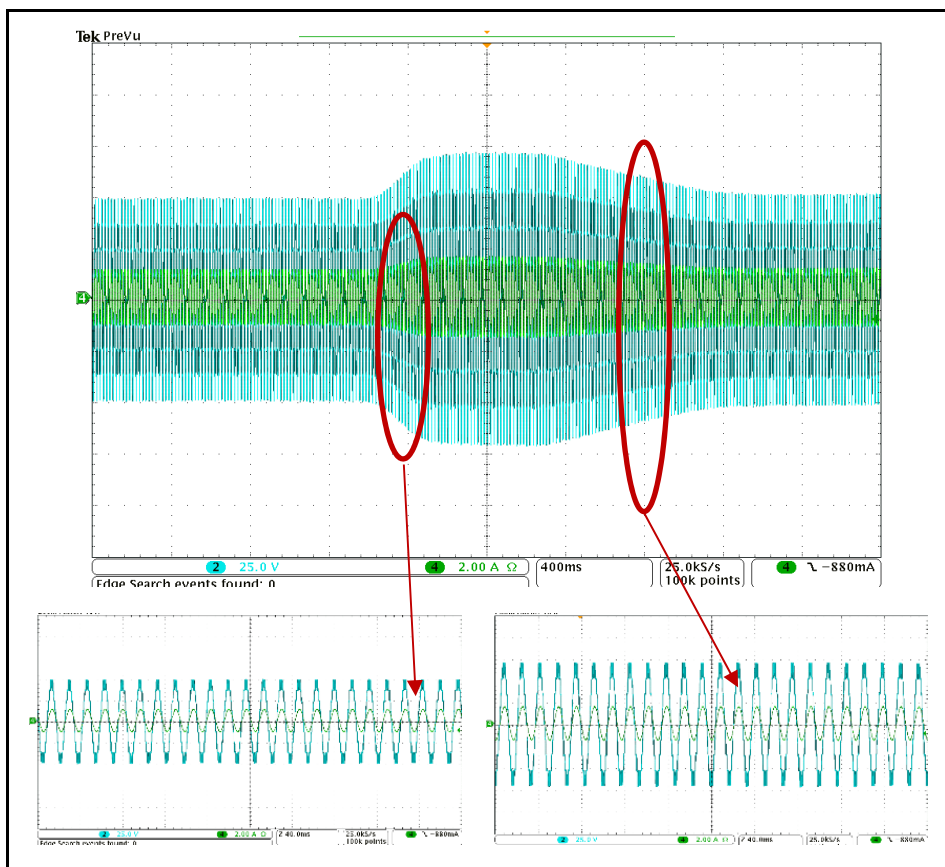 Tek PreVu
4
2 25.0 V 4 2.00 A Ω 400ms 25.0kS/s 4 -880mA
100k points
Edge Search events found: 0
2 25.0 V 4 2.00 A Ω Z 40.0ms 25.0kS/s 4 -880mA
100k points
Edge Search events found: 0
2 25.0 V 4 2.00 A Ω Z 40.0ms 25.0kS/s 4 880mA